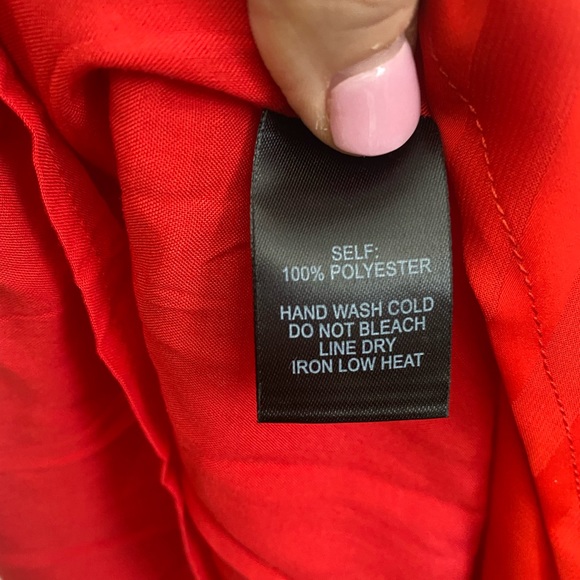 SELF:
100% POLYESTER
HAND WASH COLD
DO NOT BLEACH
LINE DRY
IRON LOW HEAT